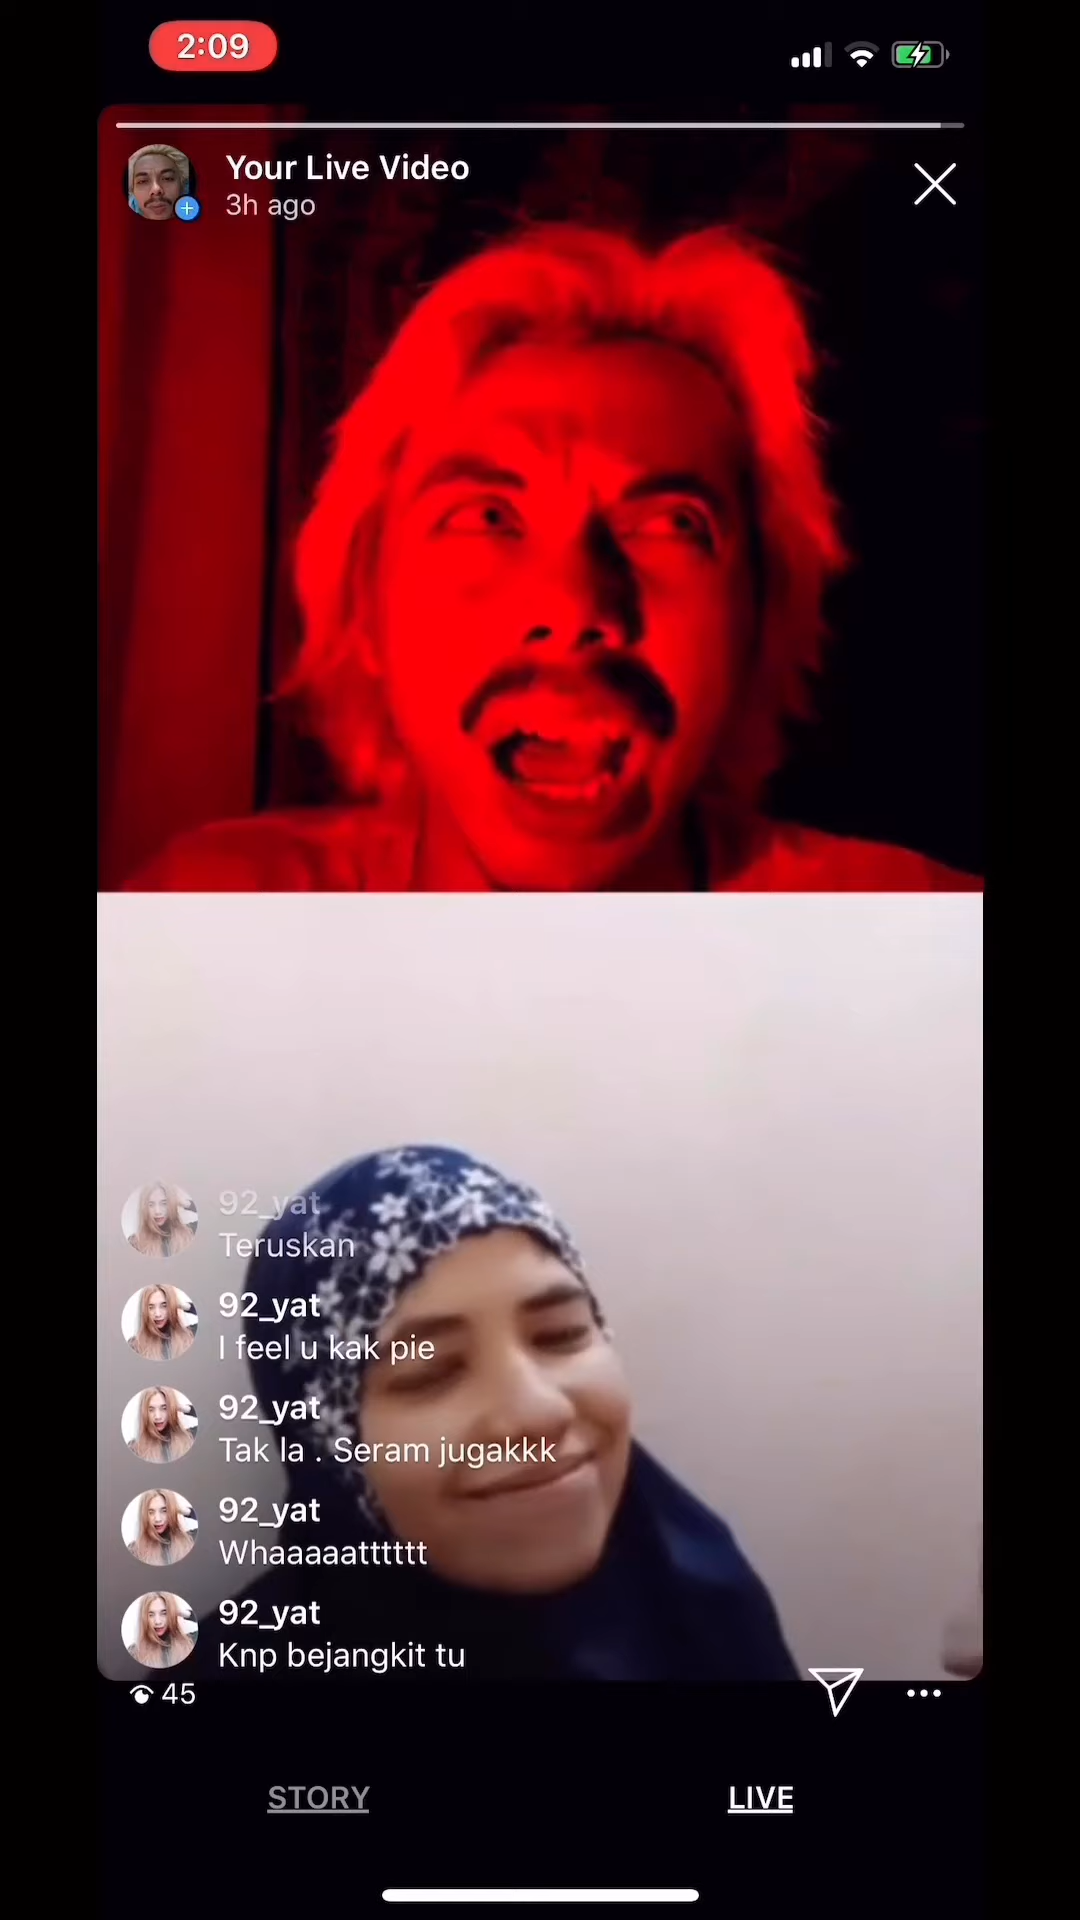 2:09
Your Live Video
3h ago
92_yat
Teruskan
92_yat
I feel u kak pie
92_yat
Tak la . Seram jugakkk
92_yat
Whaaaaatttttt
92_yat
Knp bejangkit tu
45
STORY
LIVE